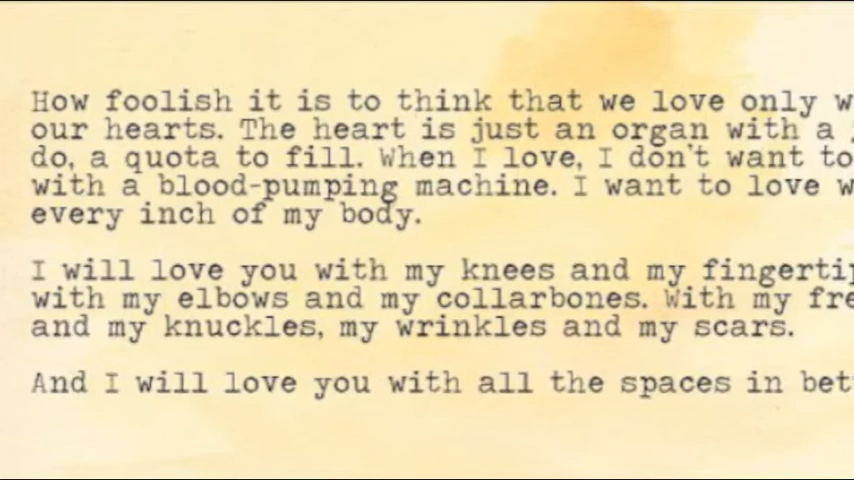 How foolish it is to think that we love only w
our hearts. The heart is just an organ with a
do, a quota to fill. When I love, I don't want to
with a blood-pumping machine. I want to love w
every inch of my body.
I will love you with my knees and my fingertip
with my elbows and my collarbones. With my fre
and my knuckles, my wrinkles and my scars.
And I will love you with all the spaces in bet